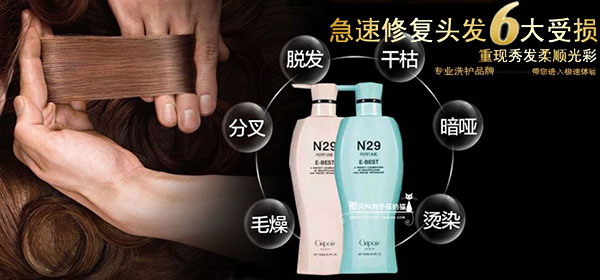 急速修复头发6大受损
重现秀发柔顺光彩
专业洗护品牌 带您进入极速体验
脱发
干枯
分叉
暗哑
毛燥
烫染
N29
PERFUME
E-BEST
N29
PERFUME
E-BEST